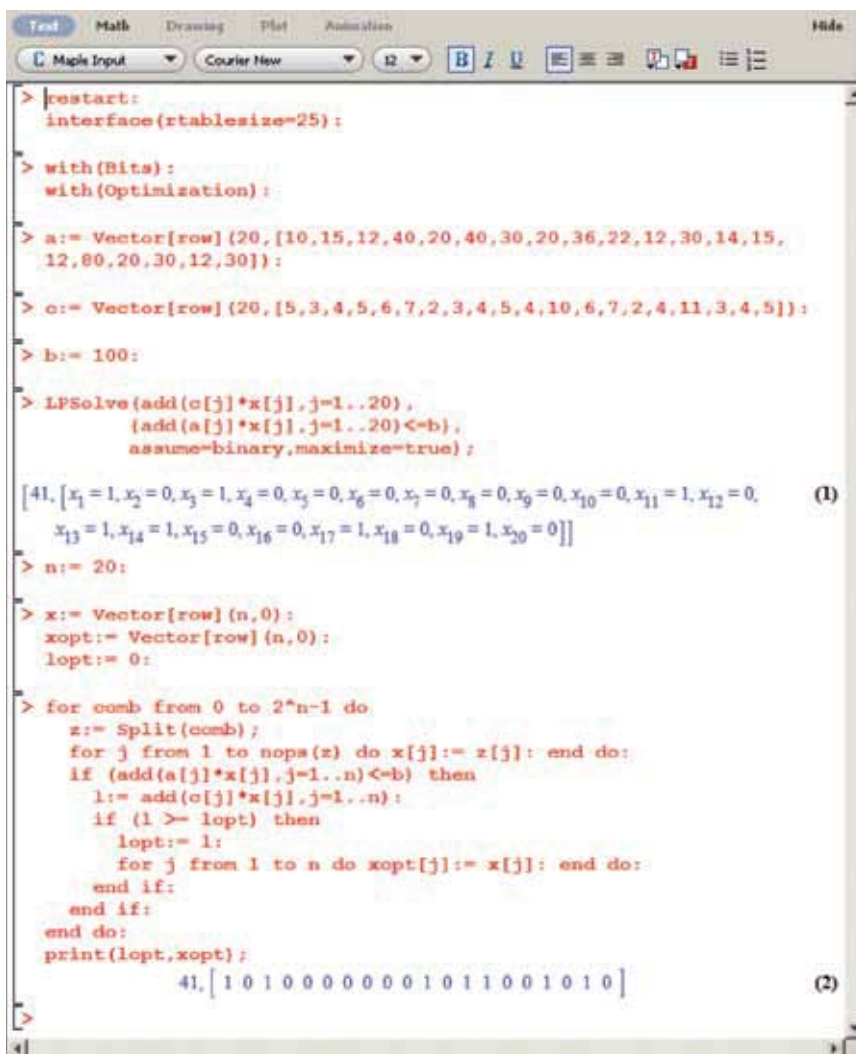 Text Math Drawing Plot Animation Hide
C Maple Input Courier New 12 B I U
> restart:
interface(rtablesize=25):
> with(Bits):
with(Optimization):
> a:= Vector[row](20,[10,15,12,40,20,40,30,20,36,22,12,30,14,15,
12,80,20,30,12,30]):
> c:= Vector[row](20,[5,3,4,5,6,7,2,3,4,5,4,10,6,7,2,4,11,3,4,5]):
> b:= 100:
> LPSolve(add(c[j]*x[j],j=1..20),
{add(a[j]*x[j],j=1..20)<=b},
assume=binary,maximize=true);
[41, [x1 = 1, x2 = 0, x3 = 1, x4 = 0, x5 = 0, x6 = 0, x7 = 0, x8 = 0, x9 = 0, x10 = 0, x11 = 1, x12 = 0, (1)
x13 = 1, x14 = 1, x15 = 0, x16 = 0, x17 = 1, x18 = 0, x19 = 1, x20 = 0]]
> n:= 20:
> x:= Vector[row](n,0):
xopt:= Vector[row](n,0):
lopt:= 0:
> for comb from 0 to 2^n-1 do
z:= Split(comb);
for j from 1 to nops(z) do x[j]:= z[j]: end do:
if (add(a[j]*x[j],j=1..n)<=b) then
l:= add(c[j]*x[j],j=1..n):
if (l >= lopt) then
lopt:= l:
for j from 1 to n do xopt[j]:= x[j]: end do:
end if:
end if:
end do:
print(lopt,xopt);
41, [ 1 0 1 0 0 0 0 0 0 0 1 0 1 1 0 0 1 0 1 0 ] (2)
>